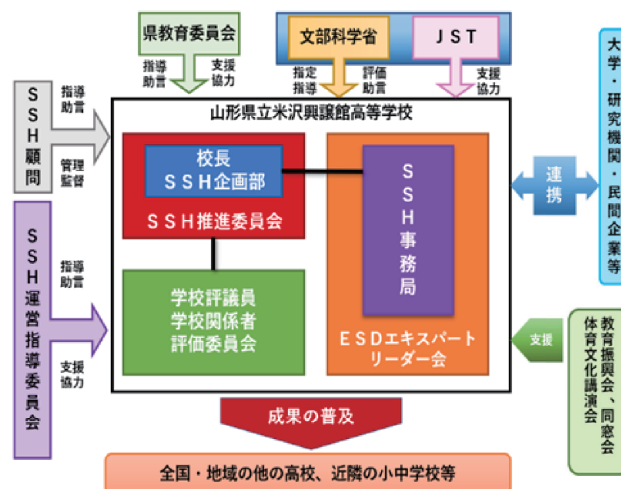 県教育委員会
文部科学省
ＪＳＴ
指導
助言
支援
協力
指定
指導
評価
助言
支援
協力
ＳＳＨ顧問
指導
助言
管理
監督
ＳＳＨ運営指導委員会
指導
助言
支援
協力
山形県立米沢興譲館高等学校
校長
ＳＳＨ企画部
ＳＳＨ推進委員会
学校評議員
学校関係者
評価委員会
ＳＳＨ事務局
ＥＳＤエキスパート
リーダー会
連携
大学・研究機関・民間企業等
支援
教育振興会、同窓会
体育文化講演会
成果の普及
全国・地域の他の高校、近隣の小中学校等